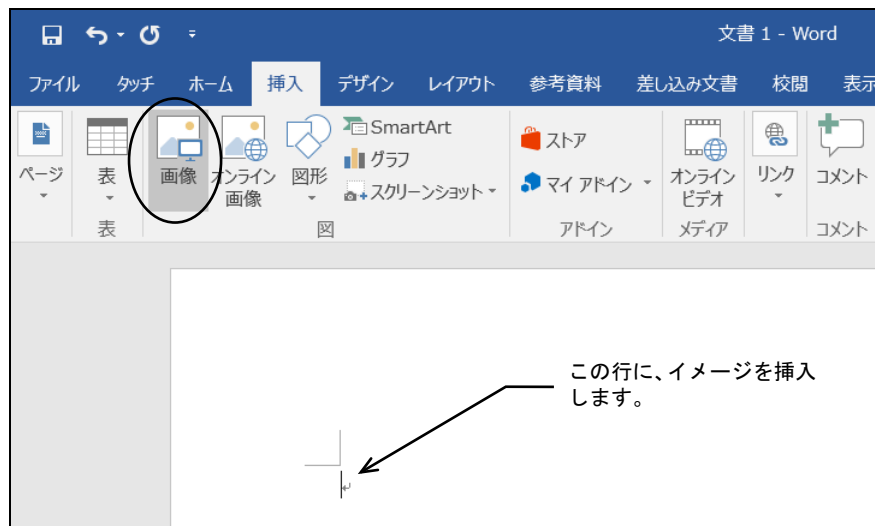 文書 1 - Word
ファイル タッチ ホーム 挿入 デザイン レイアウト 参考資料 差し込み文書 校閲 表示
ページ
表
画像
オンライン
画像
図形
SmartArt
グラフ
スクリーンショット
ストア
マイ アドイン
オンライン
ビデオ
リンク
コメント
表 図 アドイン メディア コメント
この行に、イメージを挿入
します。